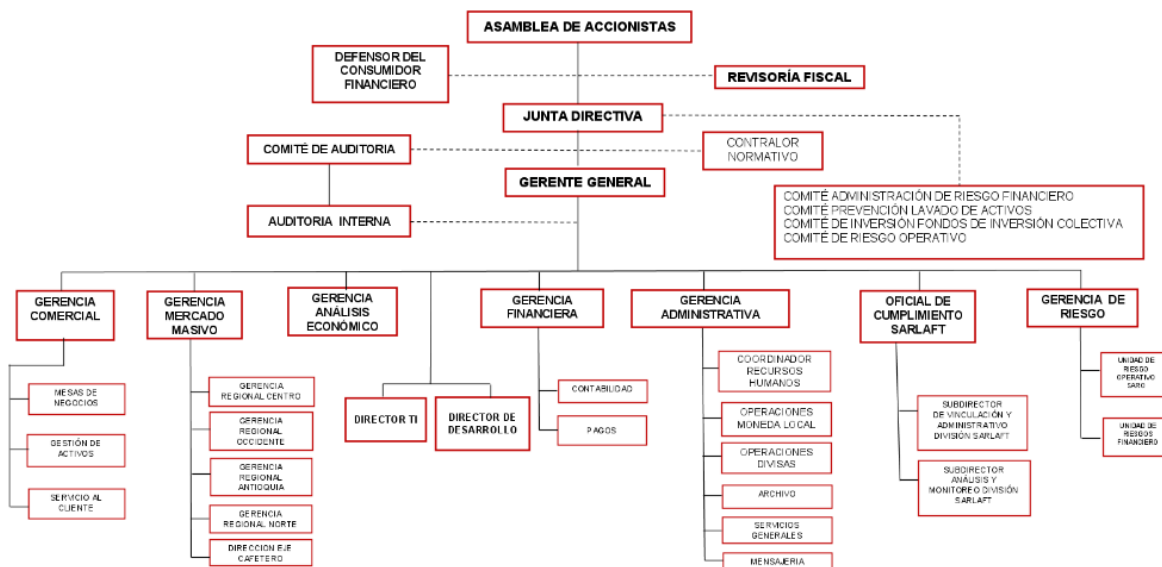 ASAMBLEA DE ACCIONISTAS
DEFENSOR DEL
CONSUMIDOR
FINANCIERO
REVISORÍA FISCAL
JUNTA DIRECTIVA
COMITÉ DE AUDITORIA
CONTRALOR
NORMATIVO
GERENTE GENERAL
AUDITORIA INTERNA
COMITÉ ADMINISTRACIÓN DE RIESGO FINANCIERO
COMITÉ PREVENCIÓN LAVADO DE ACTIVOS
COMITÉ DE INVERSIÓN FONDOS DE INVERSIÓN COLECTIVA
COMITÉ DE RIESGO OPERATIVO
GERENCIA
COMERCIAL
MESAS DE
NEGOCIOS
GESTIÓN DE
ACTIVOS
SERVICIO AL
CLIENTE
GERENCIA
MERCADO
MASIVO
GERENCIA
REGIONAL CENTRO
GERENCIA
REGIONAL
OCCIDENTE
GERENCIA
REGIONAL
ANTIOQUIA
GERENCIA
REGIONAL NORTE
DIRECCION EJE
CAFETERO
GERENCIA
ANÁLISIS
ECONÓMICO
DIRECTOR TI
DIRECTOR DE
DESARROLLO
GERENCIA
FINANCIERA
CONTABILIDAD
PAGOS
GERENCIA
ADMINISTRATIVA
COORDINADOR
RECURSOS
HUMANOS
OPERACIONES
MONEDA LOCAL
OPERACIONES
DIVISAS
ARCHIVO
SERVICIOS
GENERALES
MENSAJERIA
OFICIAL DE
CUMPLIMIENTO
SARLAFT
SUBDIRECTOR
DE VINCULACIÓN Y
ADMINISTRATIVO
DIVISIÓN SARLAFT
SUBDIRECTOR
ANÁLISIS Y
MONITOREO DIVISIÓN
SARLAFT
GERENCIA DE
RIESGO
UNIDAD DE
RIESGO
OPERATIVO
SARO
UNIDAD DE
RIESGOS
FINANCIERO